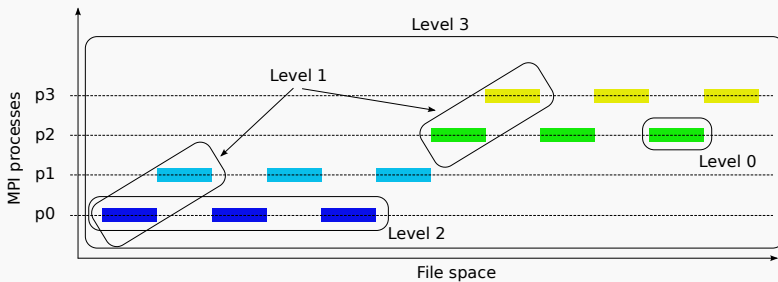 Level 3
Level 1
MPI processes
p3
p2
Level 0
p1
p0
Level 2
File space